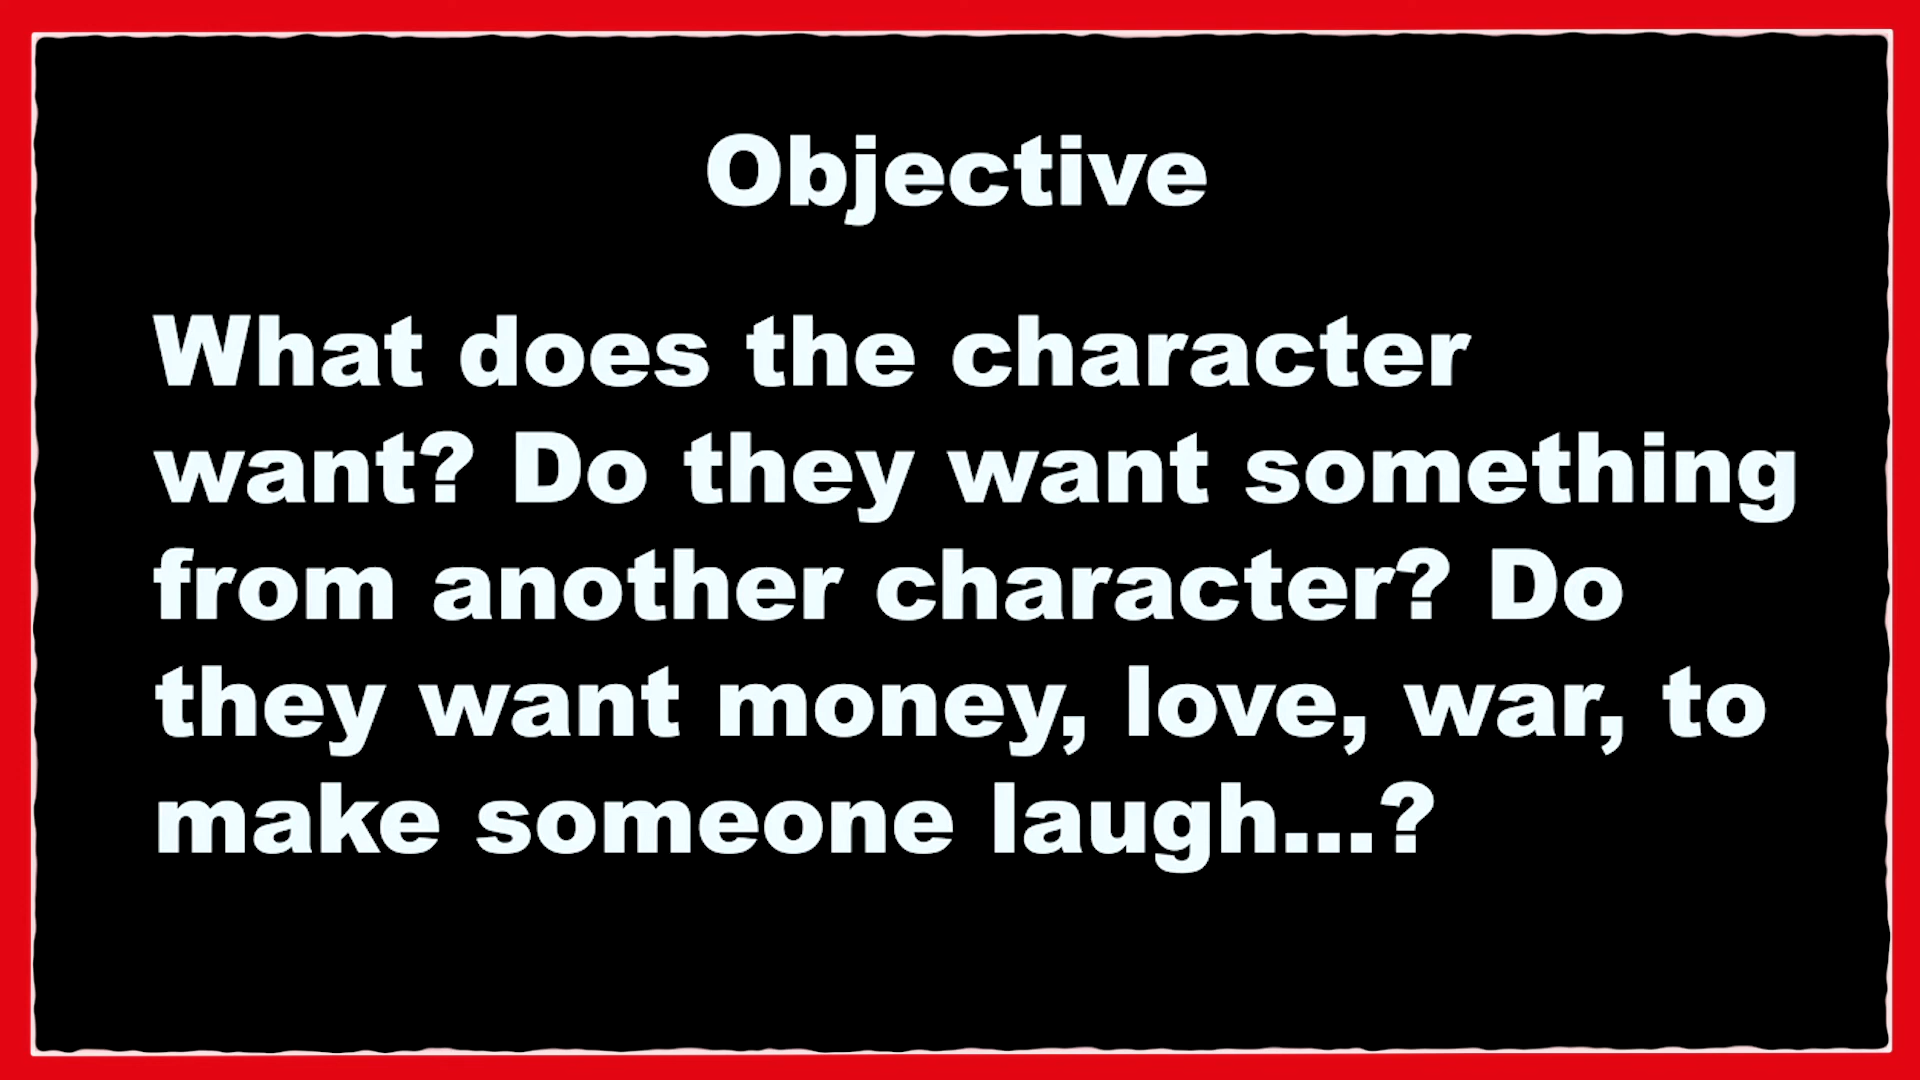 Objective
What does the character
want? Do they want something
from another character? Do
they want money, love, war, to
make someone laugh...?